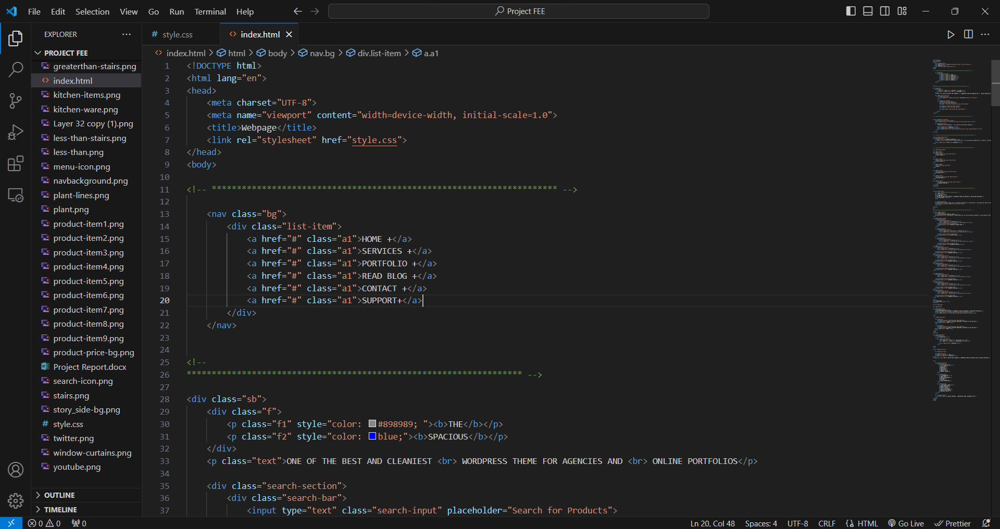 File Edit Selection View Go Run Terminal Help
Project FEE
EXPLORER
PROJECT FEE
greaterthan-stairs.png
index.html
kitchen-items.png
kitchen-ware.png
Layer 32 copy (1).png
less-than-stairs.png
less-than.png
menu-icon.png
navbackground.png
plant-lines.png
plant.png
product-item1.png
product-item2.png
product-item3.png
product-item4.png
product-item5.png
product-item6.png
product-item7.png
product-item8.png
product-item9.png
product-price-bg.png
Project Report.docx
search-icon.png
stairs.png
story_side-bg.png
style.css
twitter.png
window-curtains.png
youtube.png
OUTLINE
TIMELINE
style.css
index.html
index.html > html > body > nav.bg > div.list-item > a.a1
1 <!DOCTYPE html>
2 <html lang="en">
3 <head>
4     <meta charset="UTF-8">
5     <meta name="viewport" content="width=device-width, initial-scale=1.0">
6     <title>Webpage</title>
7     <link rel="stylesheet" href="style.css">
8 </head>
9 <body>
10
11 <!-- ********************************************************************* -->
12
13     <nav class="bg">
14         <div class="list-item">
15             <a href="#" class="a1">HOME +</a>
16             <a href="#" class="a1">SERVICES +</a>
17             <a href="#" class="a1">PORTFOLIO +</a>
18             <a href="#" class="a1">READ BLOG +</a>
19             <a href="#" class="a1">CONTACT +</a>
20             <a href="#" class="a1">SUPPORT+</a>
21         </div>
22     </nav>
23
24
25 <!--
26 ******************************************************************* -->
27
28 <div class="sb">
29     <div class="f">
30         <p class="f1" style="color: #898989; "><b>THE</b></p>
31         <p class="f2" style="color: blue;"><b>SPACIOUS</b></p>
32     </div>
33     <p class="text">ONE OF THE BEST AND CLEANIEST <br> WORDPRESS THEME FOR AGENCIES AND <br> ONLINE PORTFOLIOS</p>
34
35     <div class="search-section">
36         <div class="search-bar">
37             <input type="text" class="search-input" placeholder="Search for Products">
0 0 0
Ln 20, Col 48 Spaces: 4 UTF-8 CRLF HTML Go Live Prettier